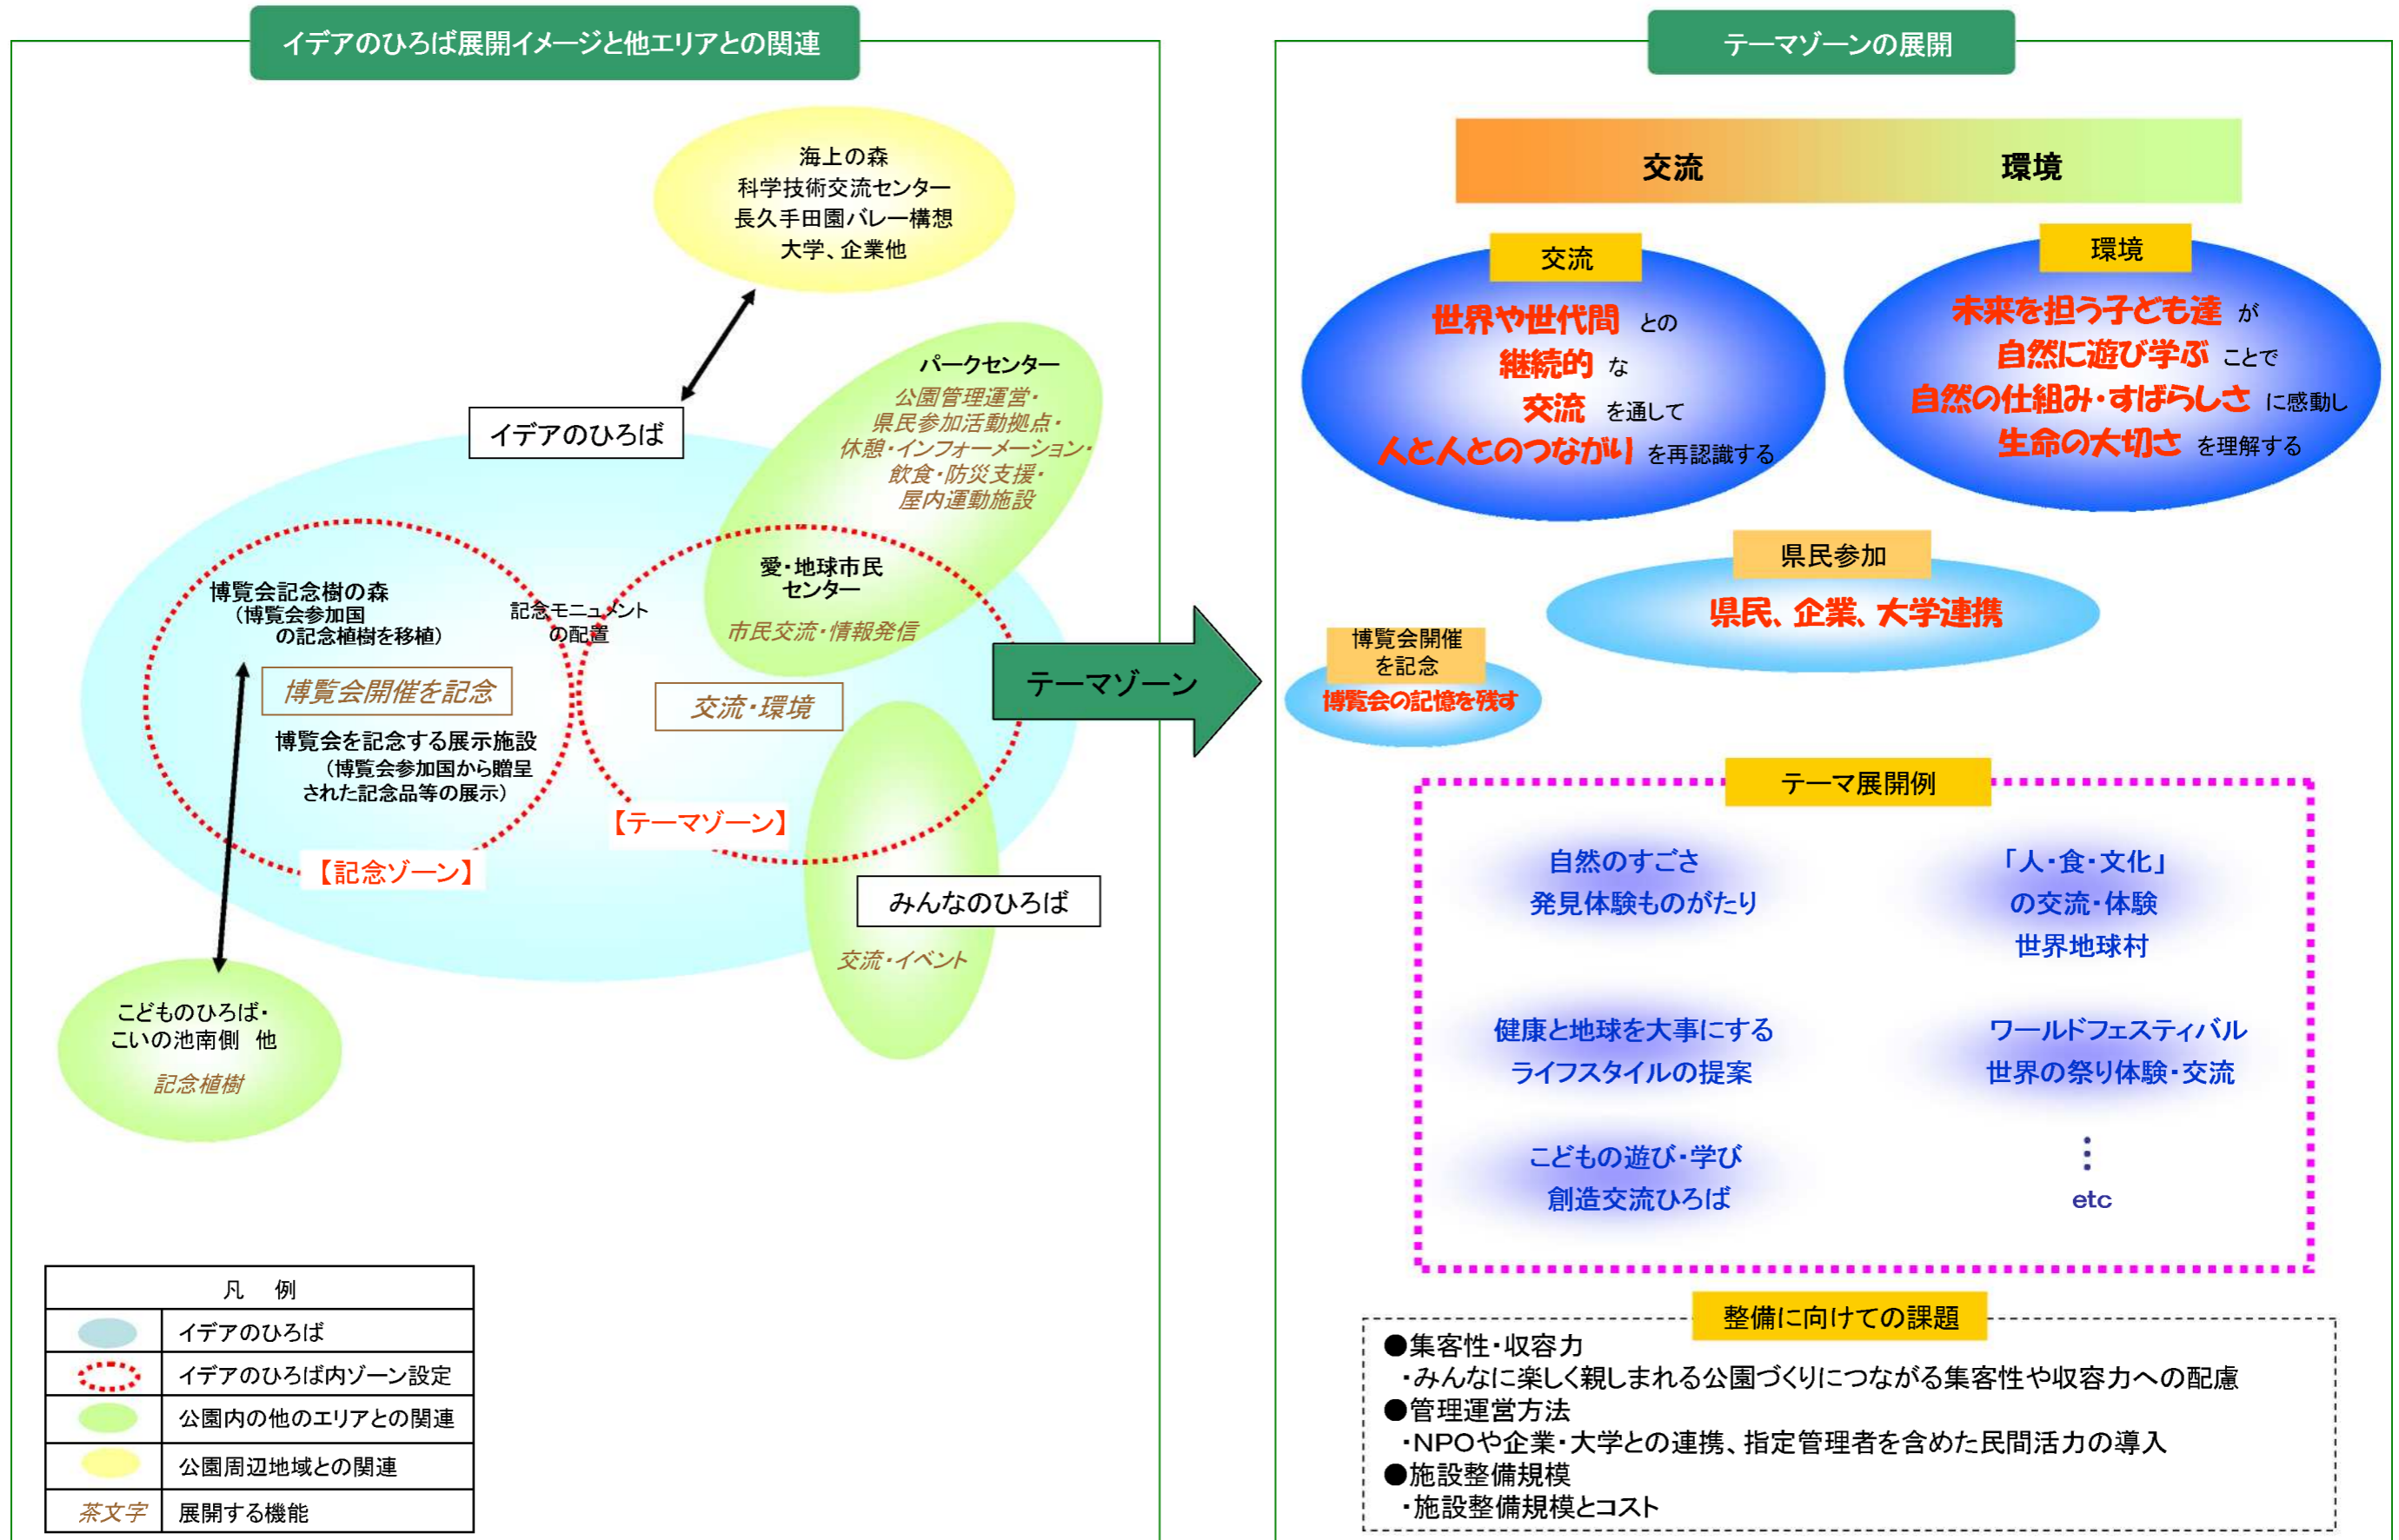 イデアのひろば展開イメージと他エリアとの関連
海上の森
科学技術交流センター
長久手田園バレー構想
大学、企業他
イデアのひろば
パークセンター
公園管理運営・
県民参加活動拠点・
休憩・インフォーメーション・
飲食・防災支援・
屋内運動施設
愛・地球市民
センター
市民交流・情報発信
博覧会記念樹の森
(博覧会参加国
の記念植樹を移植)
記念モニュメント
の配置
博覧会開催を記念
交流・環境
博覧会を記念する展示施設
(博覧会参加国から贈呈
された記念品等の展示)
【テーマゾーン】
【記念ゾーン】
みんなのひろば
交流・イベント
こどものひろば・
こいの池南側 他
記念植樹
テーマゾーン
凡 例
イデアのひろば
イデアのひろば内ゾーン設定
公園内の他のエリアとの関連
公園周辺地域との関連
茶文字 展開する機能
テーマゾーンの展開
交流 環境
交流
世界や世代間 との
継続的 な
交流 を通して
人と人とのつながり を再認識する
環境
未来を担う子ども達 が
自然に遊び学ぶ ことで
自然の仕組み・すばらしさ に感動し
生命の大切さ を理解する
県民参加
県民、企業、大学連携
博覧会開催
を記念
博覧会の記憶を残す
テーマ展開例
自然のすごさ
発見体験ものがたり
「人・食・文化」
の交流・体験
世界地球村
健康と地球を大事にする
ライフスタイルの提案
ワールドフェスティバル
世界の祭り体験・交流
こどもの遊び・学び
創造交流ひろば
⋮
etc
整備に向けての課題
●集客性・収容力
・みんなに楽しく親しまれる公園づくりにつながる集客性や収容力への配慮
●管理運営方法
・NPOや企業・大学との連携、指定管理者を含めた民間活力の導入
●施設整備規模
・施設整備規模とコスト